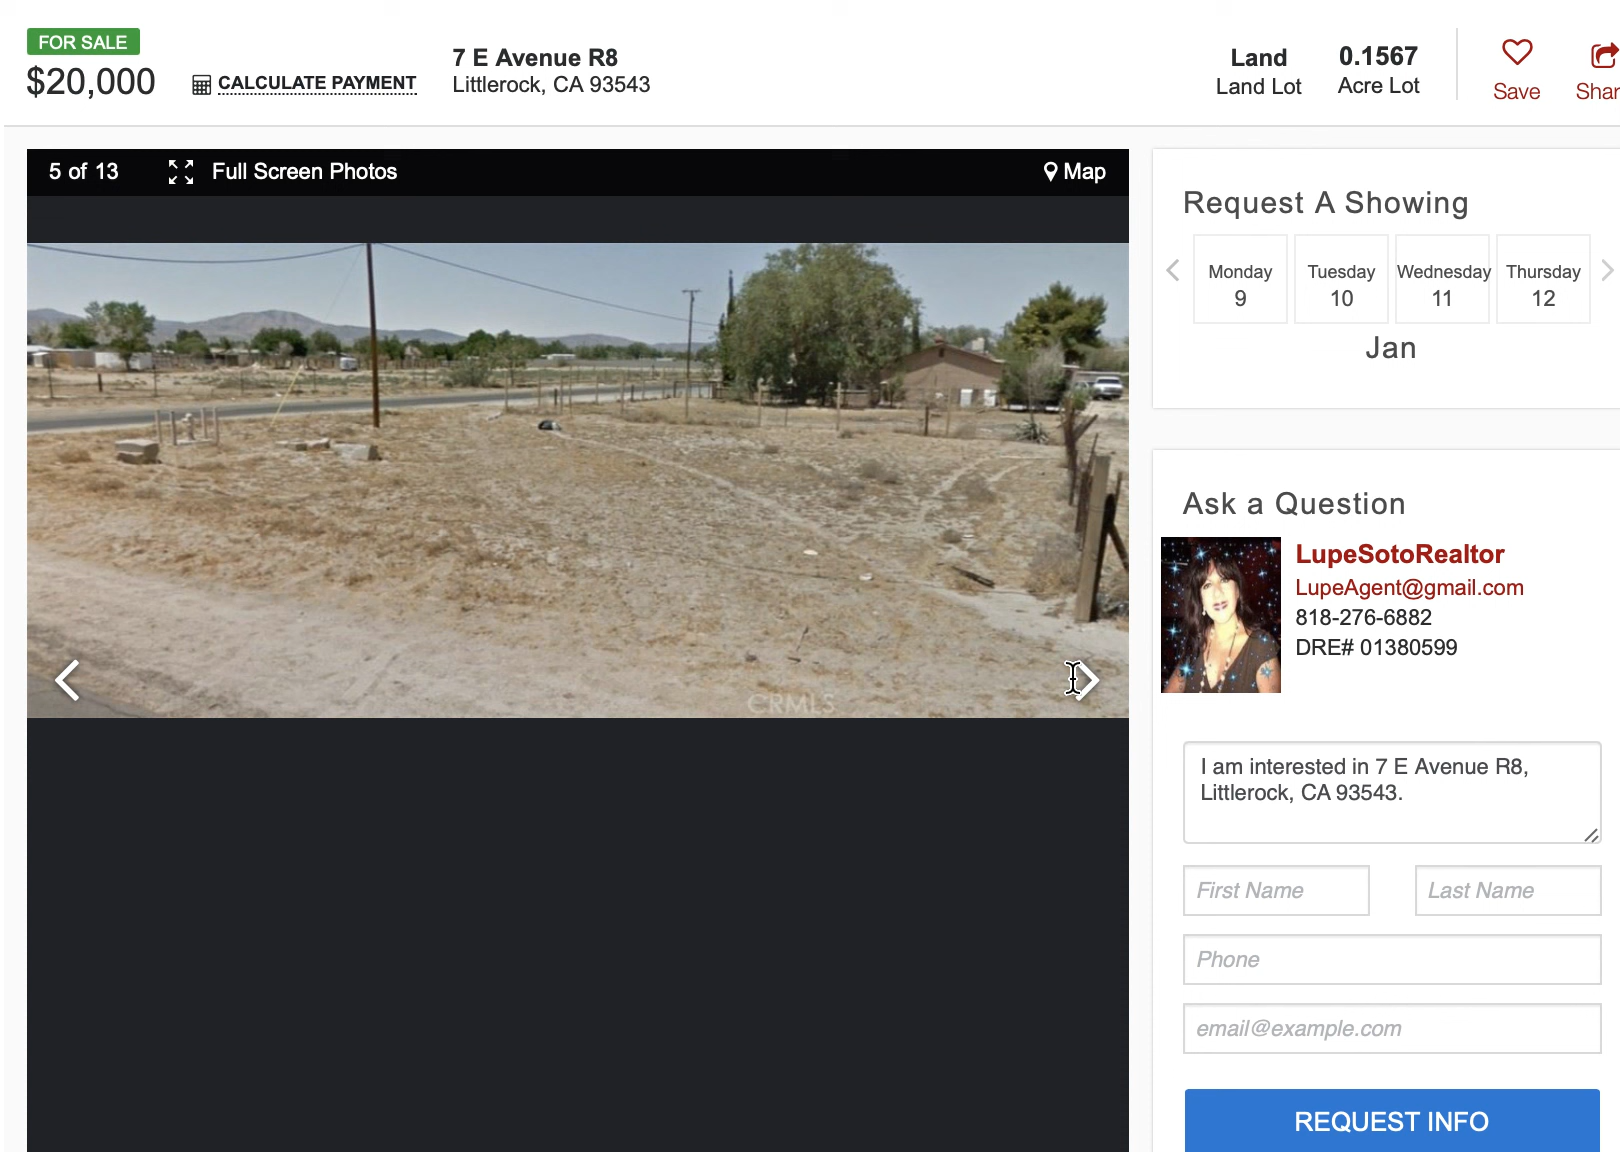 FOR SALE
$20,000
CALCULATE PAYMENT
7 E Avenue R8
Littlerock, CA 93543
Land
Land Lot
0.1567
Acre Lot
Save
Shar
5 of 13
Full Screen Photos
Map
CRMLS
Request A Showing
Monday
9
Tuesday
10
Wednesday
11
Thursday
12
Jan
Ask a Question
LupeSotoRealtor
LupeAgent@gmail.com
818-276-6882
DRE# 01380599
I am interested in 7 E Avenue R8,
Littlerock, CA 93543.
First Name
Last Name
Phone
email@example.com
REQUEST INFO